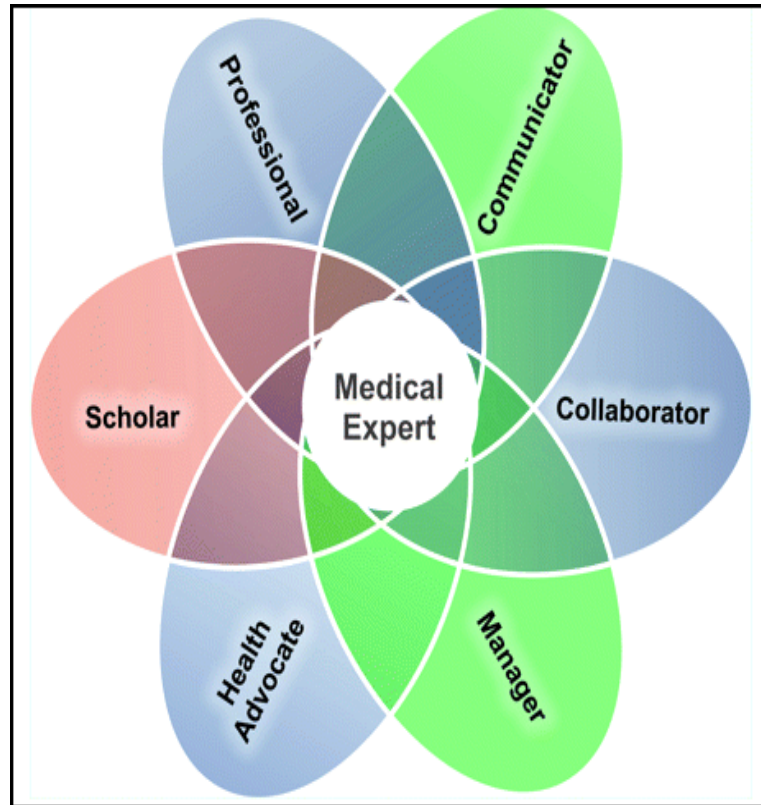 Professional
Communicator
Scholar
Medical
Expert
Collaborator
Health
Advocate
Manager